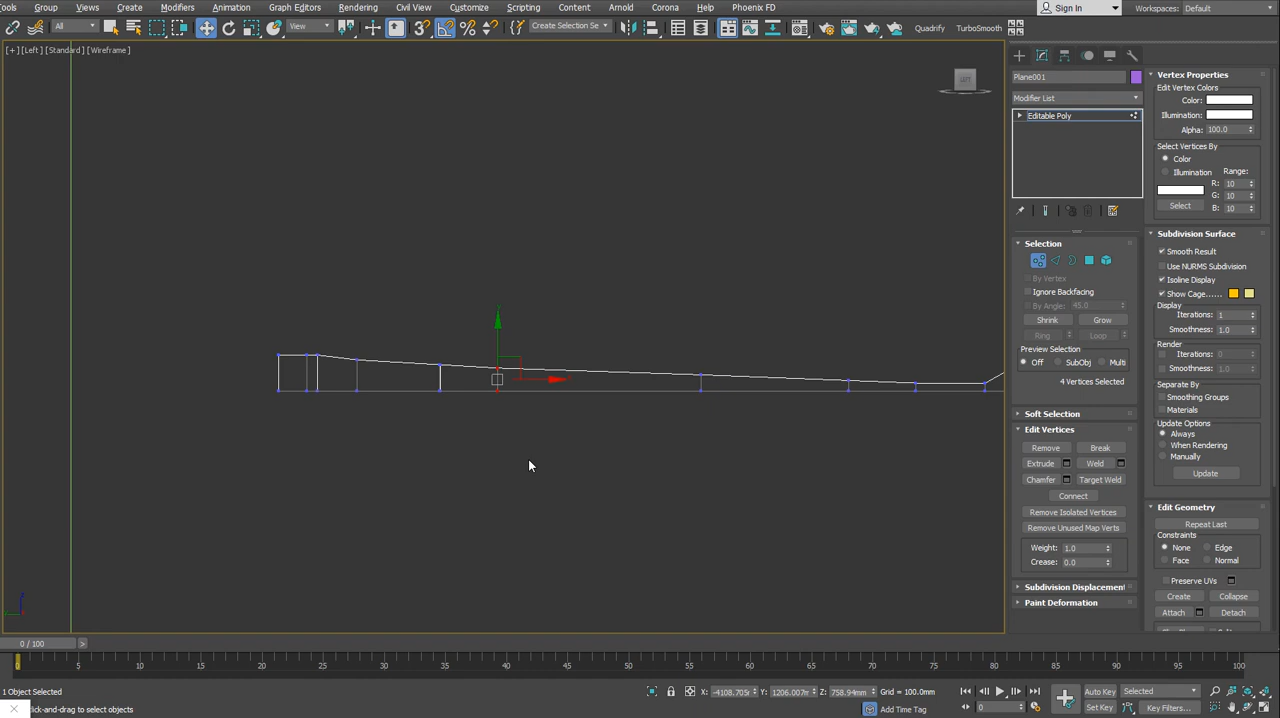 Tools Group Views Create Modifiers Animation Graph Editors Rendering Civil View Customize Scripting Content Arnold Corona Help Phoenix FD Sign In Workspaces: Default
All View Create Selection Se Quadrify TurboSmooth
[+] [Left] [Standard] [Wireframe]
Plane001
Modifier List
Editable Poly
Selection
By Vertex
Ignore Backfacing
By Angle: 45.0
Shrink Grow
Ring Loop
Preview Selection
Off SubObj Multi
4 Vertices Selected
Soft Selection
Edit Vertices
Remove Break
Extrude Weld
Chamfer Target Weld
Connect
Remove Isolated Vertices
Remove Unused Map Verts
Weight: 1.0
Crease: 0.0
Subdivision Displacement
Paint Deformation
Vertex Properties
Edit Vertex Colors
Color:
Illumination:
Alpha: 100.0
Select Vertices By
Color
Illumination
Range:
R: 10
G: 10
B: 10
Select
Subdivision Surface
Smooth Result
Use NURMS Subdivision
Isoline Display
Show Cage......
Display
Iterations: 1
Smoothness: 1.0
Render
Iterations: 0
Smoothness: 1.0
Separate By
Smoothing Groups
Materials
Update Options
Always
When Rendering
Manually
Update
Edit Geometry
Repeat Last
Constraints
None Edge
Face Normal
Preserve UVs
Create Collapse
Attach Detach
0 / 100 >
0 5 10 15 20 25 30 35 40 45 50 55 60 65 70 75 80 85 90 95 100
1 Object Selected X: -4108.705 Y: 1206.007m Z: 758.94mm Grid = 100.0mm Auto Key Selected
lick-and-drag to select objects Add Time Tag 0 Set Key Key Filters...